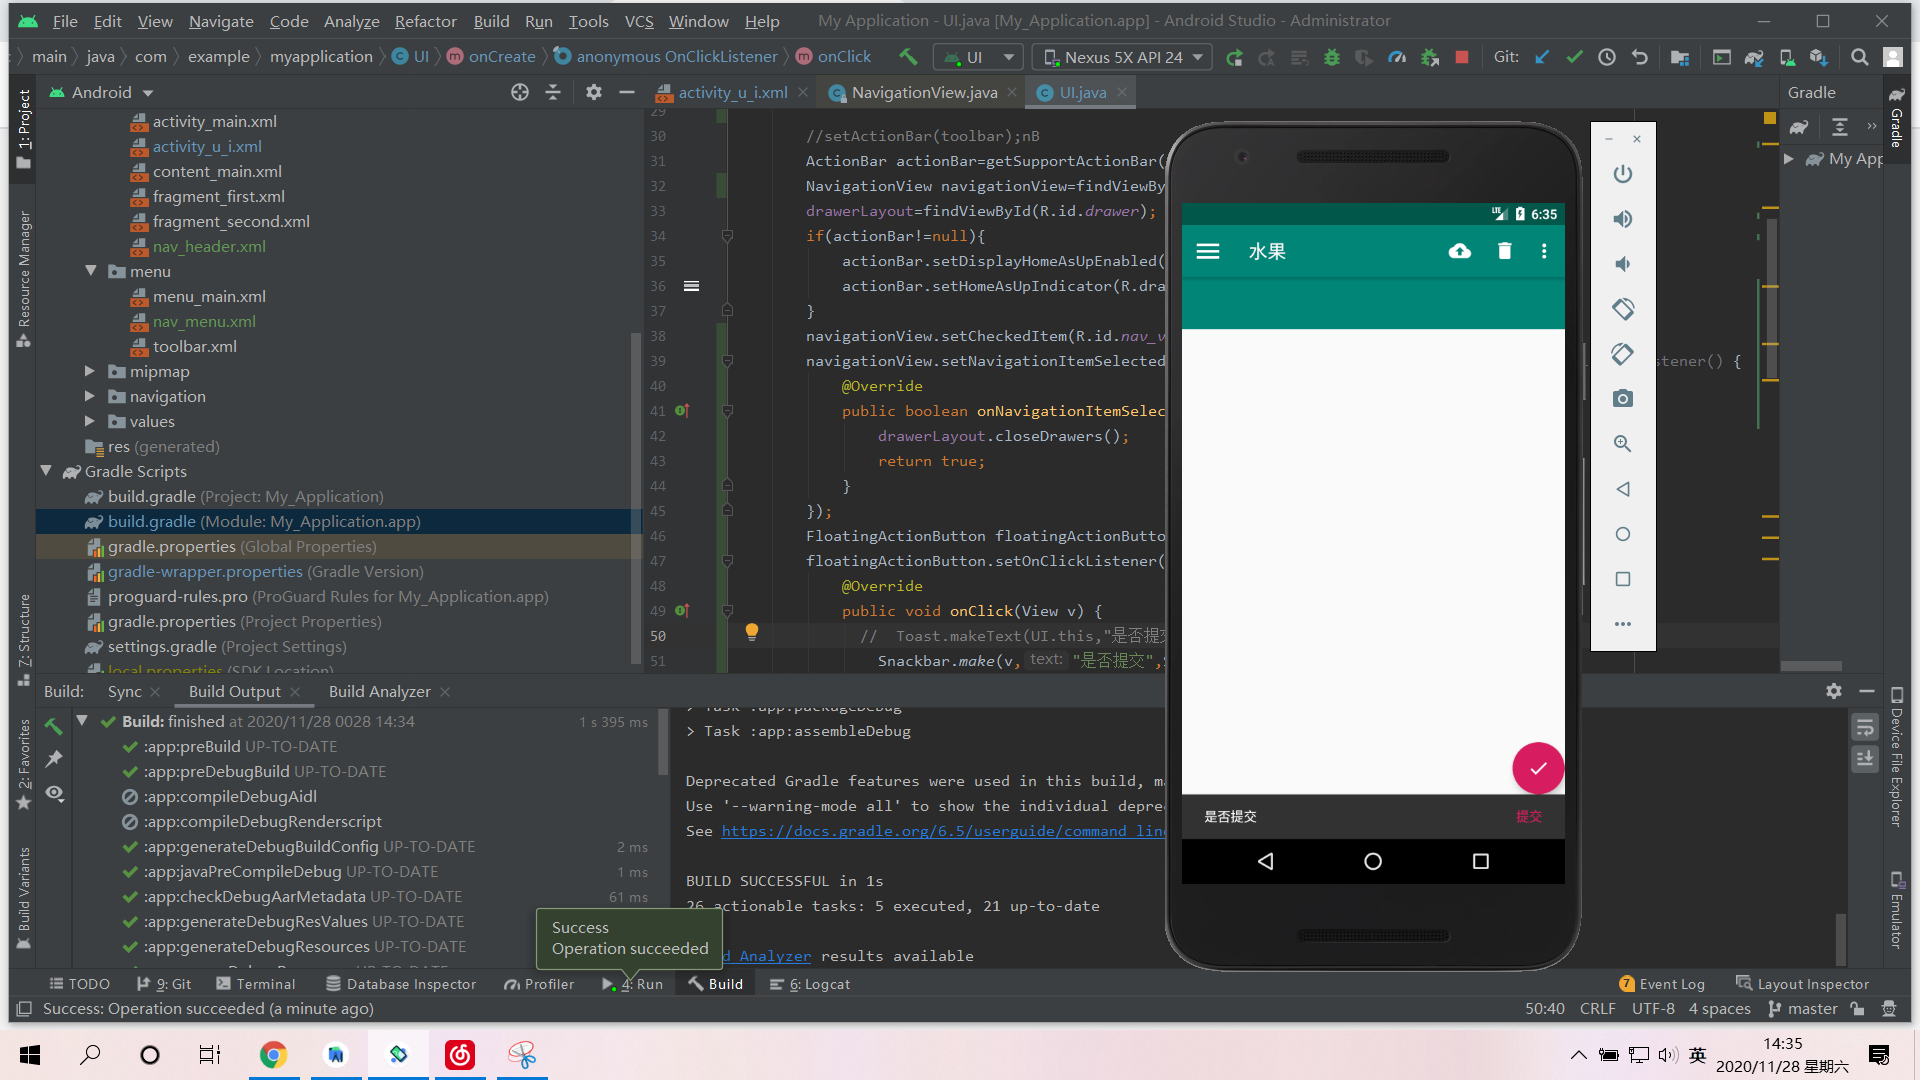 File Edit View Navigate Code Analyze Refactor Build Run Tools VCS Window Help My Application - UI.java [My_Application.app] - Android Studio - Administrator
main java com example myapplication UI onCreate anonymous OnClickListener onClick UI Nexus 5X API 24 Git:
Android activity_u_i.xml NavigationView.java UI.java Gradle
1: Project
Resource Manager
Z: Structure
2: Favorites
Build Variants
activity_main.xml
activity_u_i.xml
content_main.xml
fragment_first.xml
fragment_second.xml
nav_header.xml
menu
menu_main.xml
nav_menu.xml
toolbar.xml
mipmap
navigation
values
res (generated)
Gradle Scripts
build.gradle (Project: My_Application)
build.gradle (Module: My_Application.app)
gradle.properties (Global Properties)
gradle-wrapper.properties (Gradle Version)
proguard-rules.pro (ProGuard Rules for My_Application.app)
gradle.properties (Project Properties)
settings.gradle (Project Settings)
local.properties (SDK Location)
29
30 //setActionBar(toolbar);nB
31 ActionBar actionBar=getSupportActionBar(
32 NavigationView navigationView=findViewBy
33 drawerLayout=findViewById(R.id.drawer);
34 if(actionBar!=null){
35 actionBar.setDisplayHomeAsUpEnabled(
36 actionBar.setHomeAsUpIndicator(R.dra
37 }
38 navigationView.setCheckedItem(R.id.nav_v
39 navigationView.setNavigationItemSelected stener() {
40 @Override
41 public boolean onNavigationItemSelec
42 drawerLayout.closeDrawers();
43 return true;
44 }
45 });
46 FloatingActionButton floatingActionButto
47 floatingActionButton.setOnClickListener(
48 @Override
49 public void onClick(View v) {
50 // Toast.makeText(UI.this,"是否提交
51 Snackbar.make(v, text: "是否提交",
LTE 6:35
水果
是否提交 提交
My App
Gradle
Device File Explorer
Emulator
Build: Sync Build Output Build Analyzer
Build: finished at 2020/11/28 0028 14:34 1 s 395 ms
:app:preBuild UP-TO-DATE
:app:preDebugBuild UP-TO-DATE
:app:compileDebugAidl
:app:compileDebugRenderscript
:app:generateDebugBuildConfig UP-TO-DATE 2 ms
:app:javaPreCompileDebug UP-TO-DATE 1 ms
:app:checkDebugAarMetadata UP-TO-DATE 61 ms
:app:generateDebugResValues UP-TO-DATE
:app:generateDebugResources UP-TO-DATE
> Task :app:packageDebug
> Task :app:assembleDebug
Deprecated Gradle features were used in this build, ma
Use '--warning-mode all' to show the individual depre
See https://docs.gradle.org/6.5/userguide/command_line
BUILD SUCCESSFUL in 1s
26 actionable tasks: 5 executed, 21 up-to-date
d Analyzer results available
Success
Operation succeeded
TODO 9: Git Terminal Database Inspector Profiler 4: Run Build 6: Logcat 7 Event Log Layout Inspector
Success: Operation succeeded (a minute ago) 50:40 CRLF UTF-8 4 spaces master
英
14:35
2020/11/28 星期六